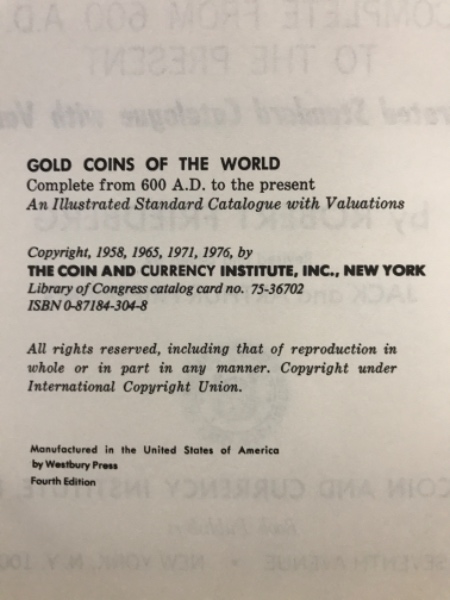 GOLD COINS OF THE WORLD
Complete from 600 A.D. to the present
An Illustrated Standard Catalogue with Valuations
Copyright, 1958, 1965, 1971, 1976, by
THE COIN AND CURRENCY INSTITUTE, INC., NEW YORK
Library of Congress catalog card no. 75-36702
ISBN 0-87184-304-8
All rights reserved, including that of reproduction in
whole or in part in any manner. Copyright under
International Copyright Union.
Manufactured in the United States of America
by Westbury Press
Fourth Edition